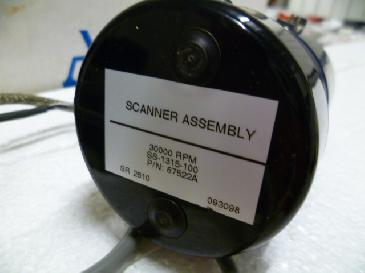 SCANNER ASSEMBLY
30000 RPM
SS-1315-100
P/N: 67522A
SR 2610 093098